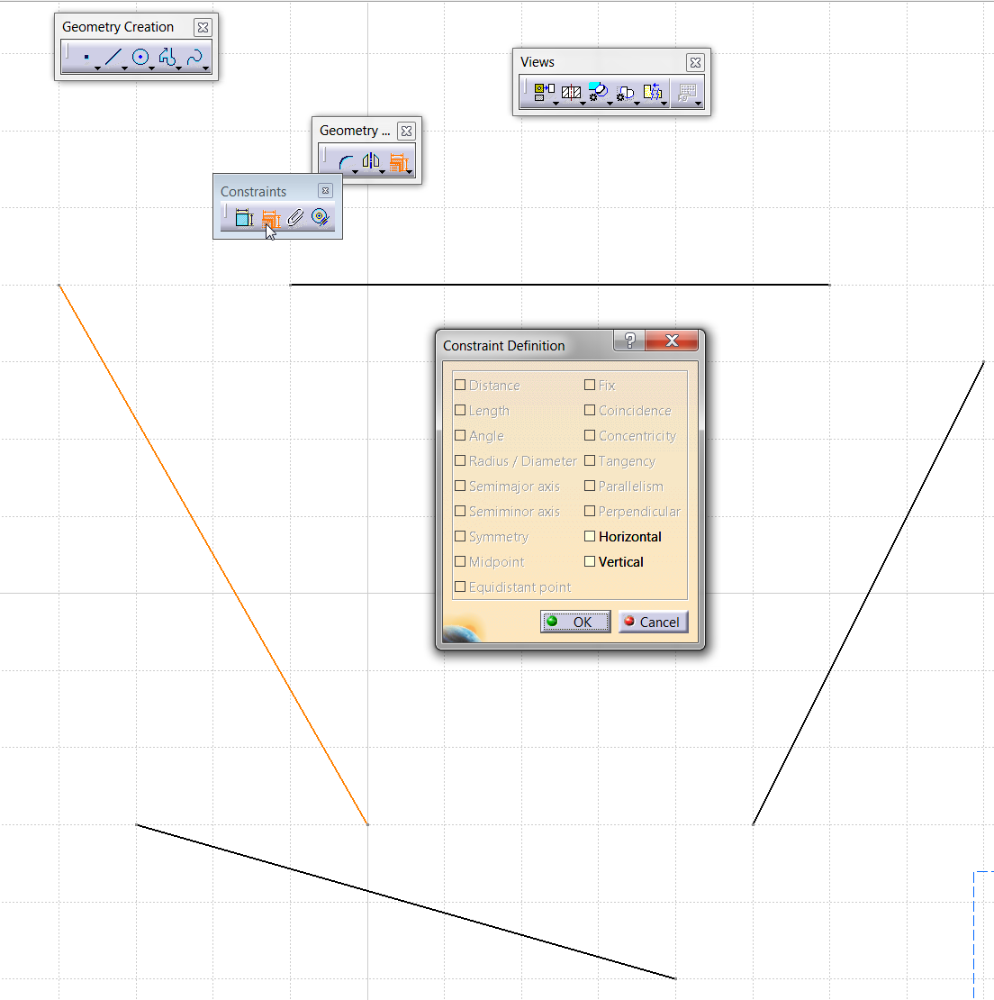 Geometry Creation
Views
Geometry ...
Constraints
Constraint Definition
?
Distance
Fix
Length
Coincidence
Angle
Concentricity
Radius / Diameter
Tangency
Semimajor axis
Parallelism
Semiminor axis
Perpendicular
Symmetry
Horizontal
Midpoint
Vertical
Equidistant point
OK
Cancel